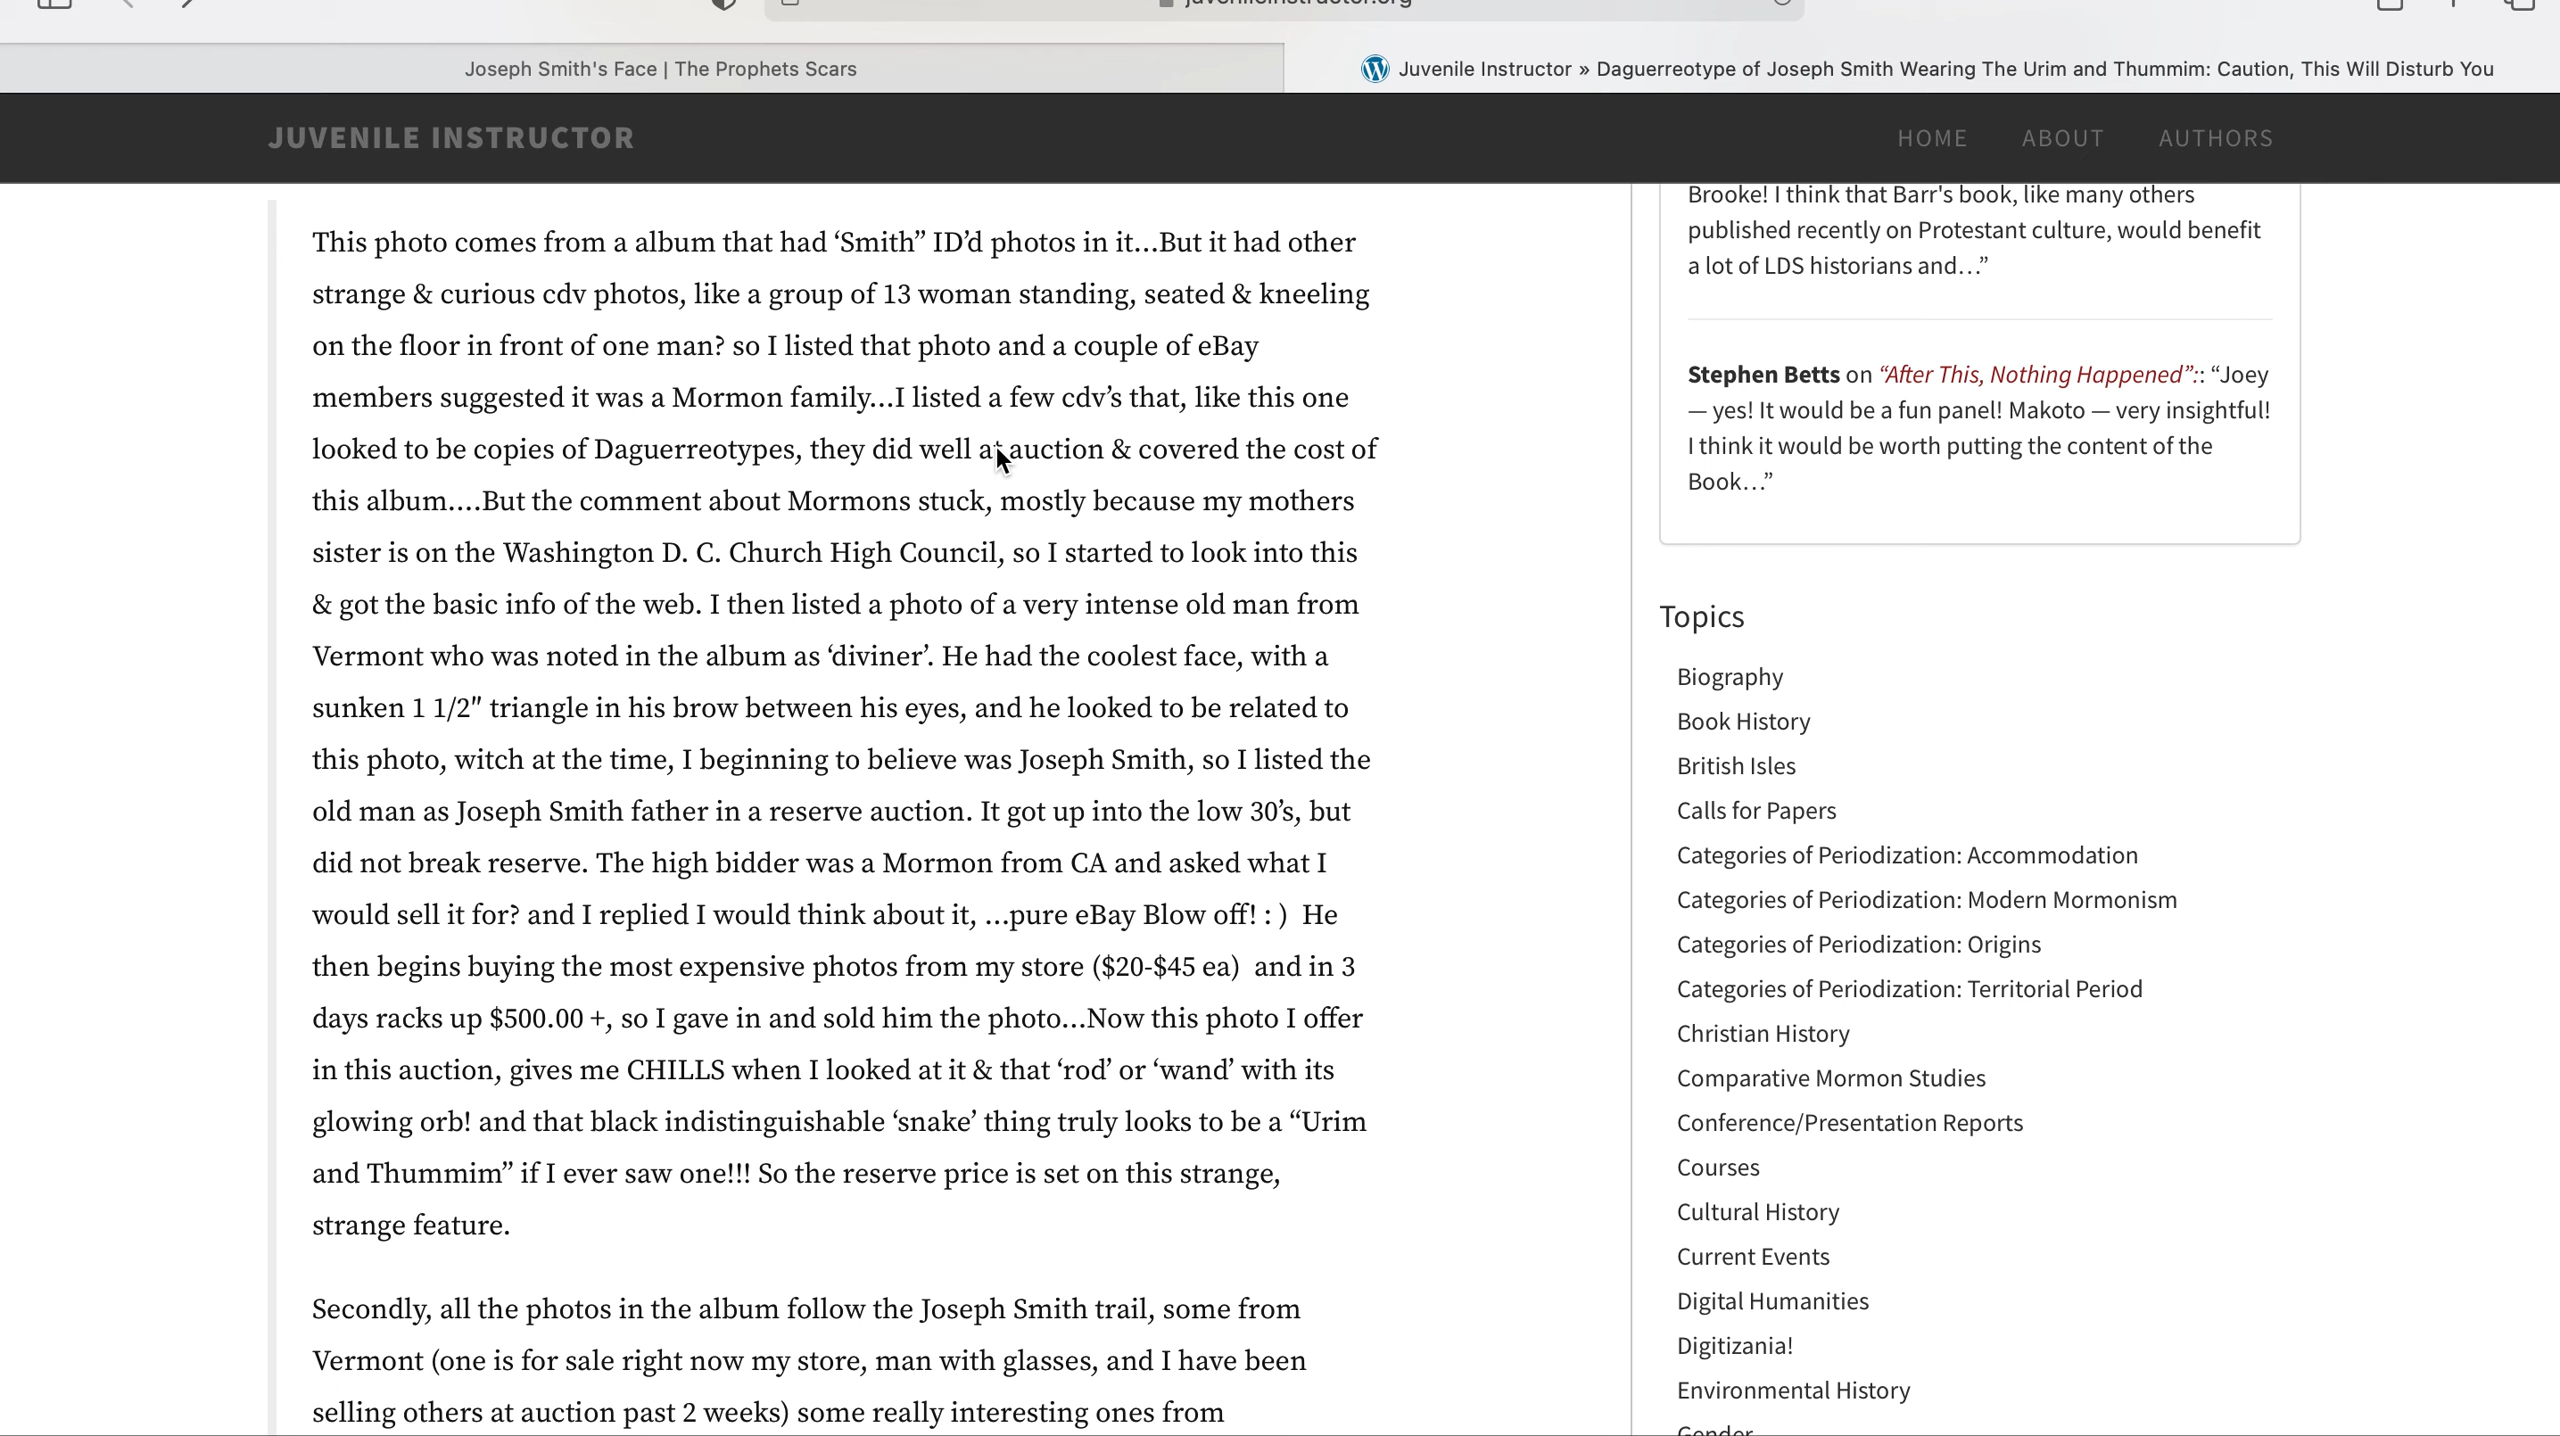 juvenileinstructor.org
Joseph Smith's Face | The Prophets Scars
Juvenile Instructor » Daguerreotype of Joseph Smith Wearing The Urim and Thummim: Caution, This Will Disturb You
JUVENILE INSTRUCTOR
HOME
ABOUT
AUTHORS
This photo comes from a album that had ‘Smith” ID’d photos in it…But it had other
strange & curious cdv photos, like a group of 13 woman standing, seated & kneeling
on the floor in front of one man? so I listed that photo and a couple of eBay
members suggested it was a Mormon family…I listed a few cdv’s that, like this one
looked to be copies of Daguerreotypes, they did well at auction & covered the cost of
this album….But the comment about Mormons stuck, mostly because my mothers
sister is on the Washington D. C. Church High Council, so I started to look into this
& got the basic info of the web. I then listed a photo of a very intense old man from
Vermont who was noted in the album as ‘diviner’. He had the coolest face, with a
sunken 1 1/2″ triangle in his brow between his eyes, and he looked to be related to
this photo, witch at the time, I beginning to believe was Joseph Smith, so I listed the
old man as Joseph Smith father in a reserve auction. It got up into the low 30’s, but
did not break reserve. The high bidder was a Mormon from CA and asked what I
would sell it for? and I replied I would think about it, …pure eBay Blow off! : )  He
then begins buying the most expensive photos from my store ($20-$45 ea)  and in 3
days racks up $500.00 +, so I gave in and sold him the photo…Now this photo I offer
in this auction, gives me CHILLS when I looked at it & that ‘rod’ or ‘wand’ with its
glowing orb! and that black indistinguishable ‘snake’ thing truly looks to be a “Urim
and Thummim” if I ever saw one!!! So the reserve price is set on this strange,
strange feature.
Secondly, all the photos in the album follow the Joseph Smith trail, some from
Vermont (one is for sale right now my store, man with glasses, and I have been
selling others at auction past 2 weeks) some really interesting ones from
Brooke! I think that Barr's book, like many others
published recently on Protestant culture, would benefit
a lot of LDS historians and…”
Stephen Betts on “After This, Nothing Happened”:: “Joey
— yes! It would be a fun panel! Makoto — very insightful!
I think it would be worth putting the content of the
Book…”
Topics
Biography
Book History
British Isles
Calls for Papers
Categories of Periodization: Accommodation
Categories of Periodization: Modern Mormonism
Categories of Periodization: Origins
Categories of Periodization: Territorial Period
Christian History
Comparative Mormon Studies
Conference/Presentation Reports
Courses
Cultural History
Current Events
Digital Humanities
Digitizania!
Environmental History
Gender